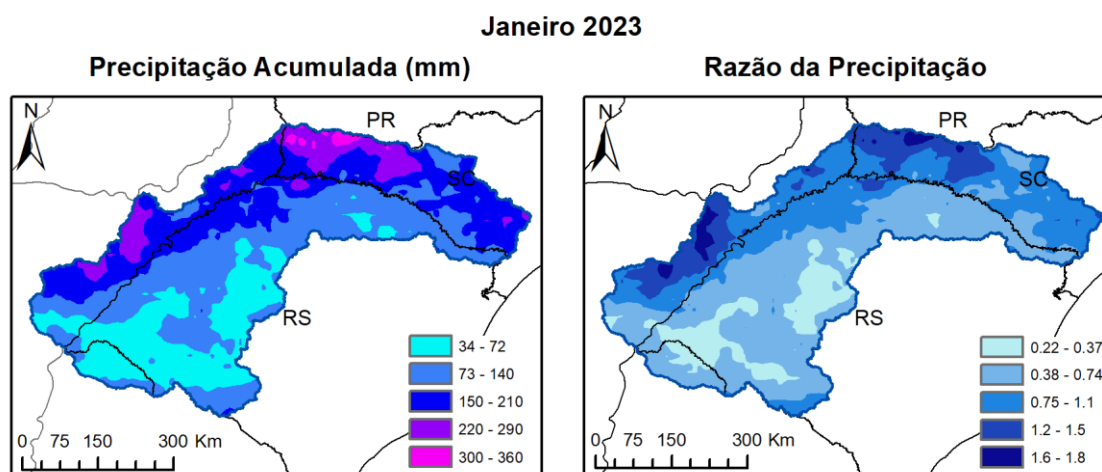 Janeiro 2023
Precipitação Acumulada (mm)
N
PR
SC
RS
34 - 72
73 - 140
150 - 210
220 - 290
300 - 360
0 75 150 300 Km
Razão da Precipitação
N
PR
SC
RS
0.22 - 0.37
0.38 - 0.74
0.75 - 1.1
1.2 - 1.5
1.6 - 1.8
0 75 150 300 Km